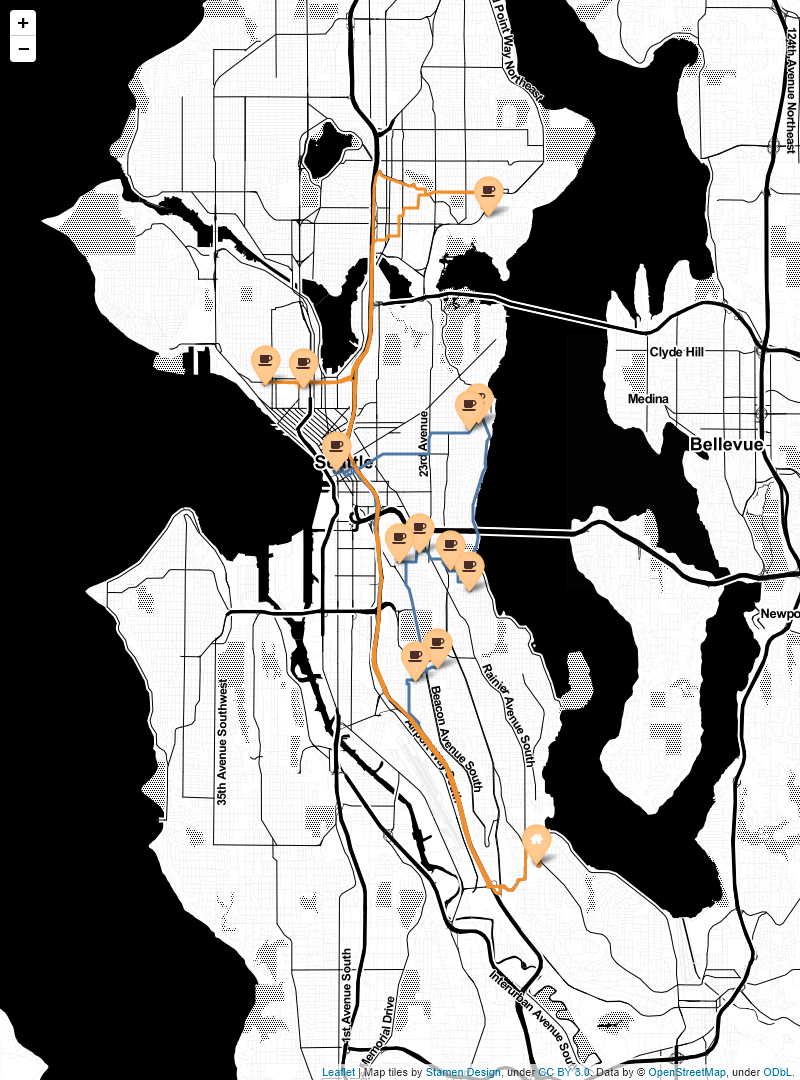 +
−
Point Way Northeast
124th Avenue Northeast
Clyde Hill
Medina
23rd Avenue
Bellevue
Seattle
Newpo
Rainier Avenue South
35th Avenue Southwest
Beacon Avenue South
Airport Way South
1st Avenue South
Interurban Avenue Sou
Memorial Drive
Leaflet | Map tiles by Stamen Design, under CC BY 3.0. Data by © OpenStreetMap, under ODbL.